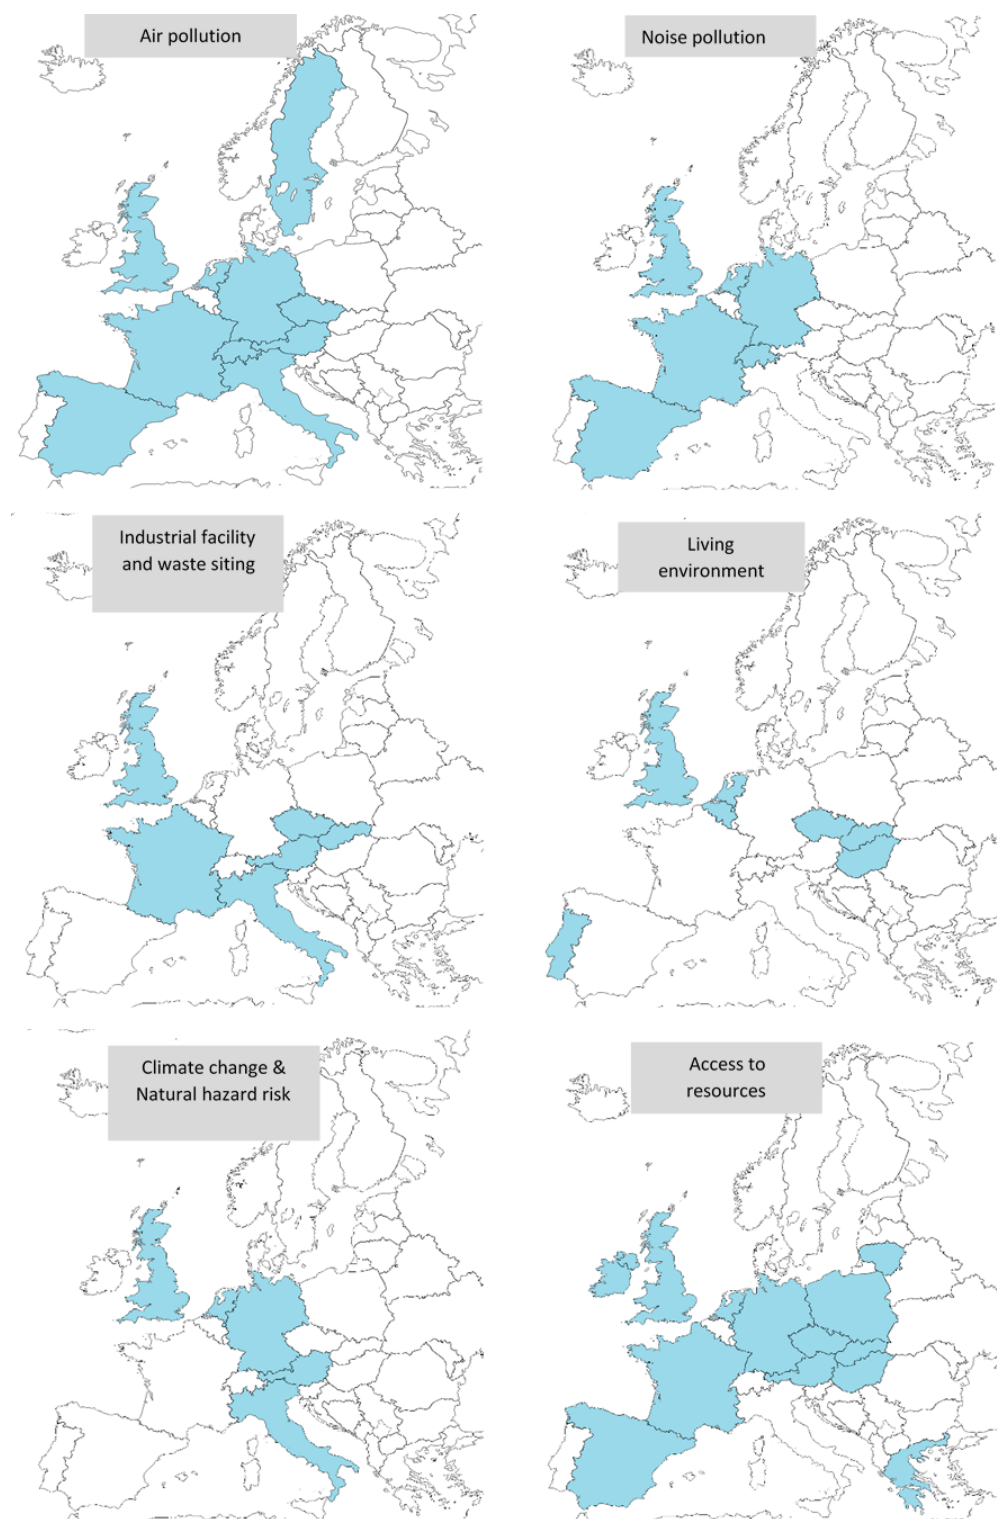 Air pollution
Noise pollution
Industrial facility
and waste siting
Living
environment
Climate change &
Natural hazard risk
Access to
resources